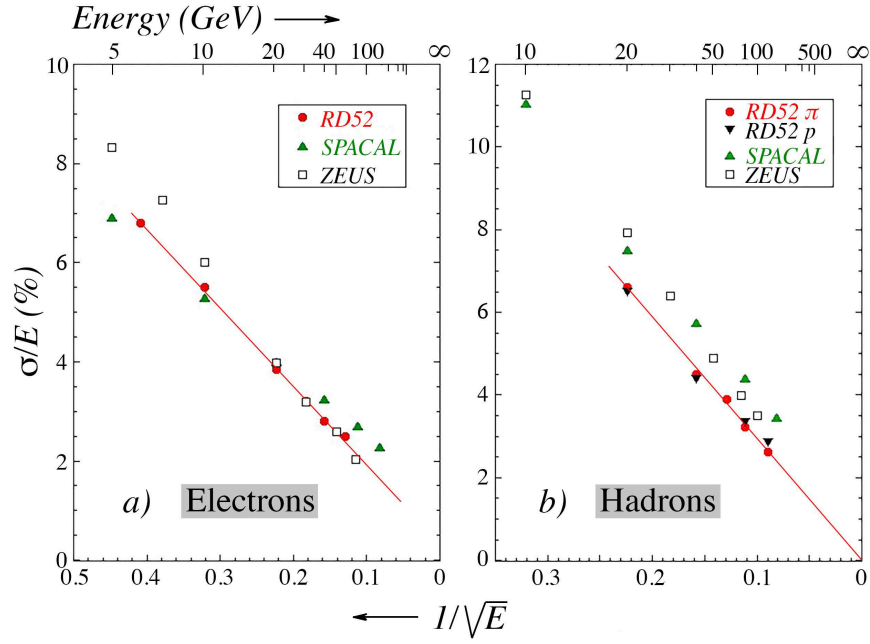 Energy (GeV)
5 10 20 40 100 ∞
10 20 50 100 500 ∞
10
8
6
4
2
0
12
10
8
6
4
2
0
σ/E (%)
RD52
SPACAL
ZEUS
RD52 π
RD52 p
SPACAL
ZEUS
a) Electrons
b) Hadrons
0.5 0.4 0.3 0.2 0.1 0
0.3 0.2 0.1 0
1/√E